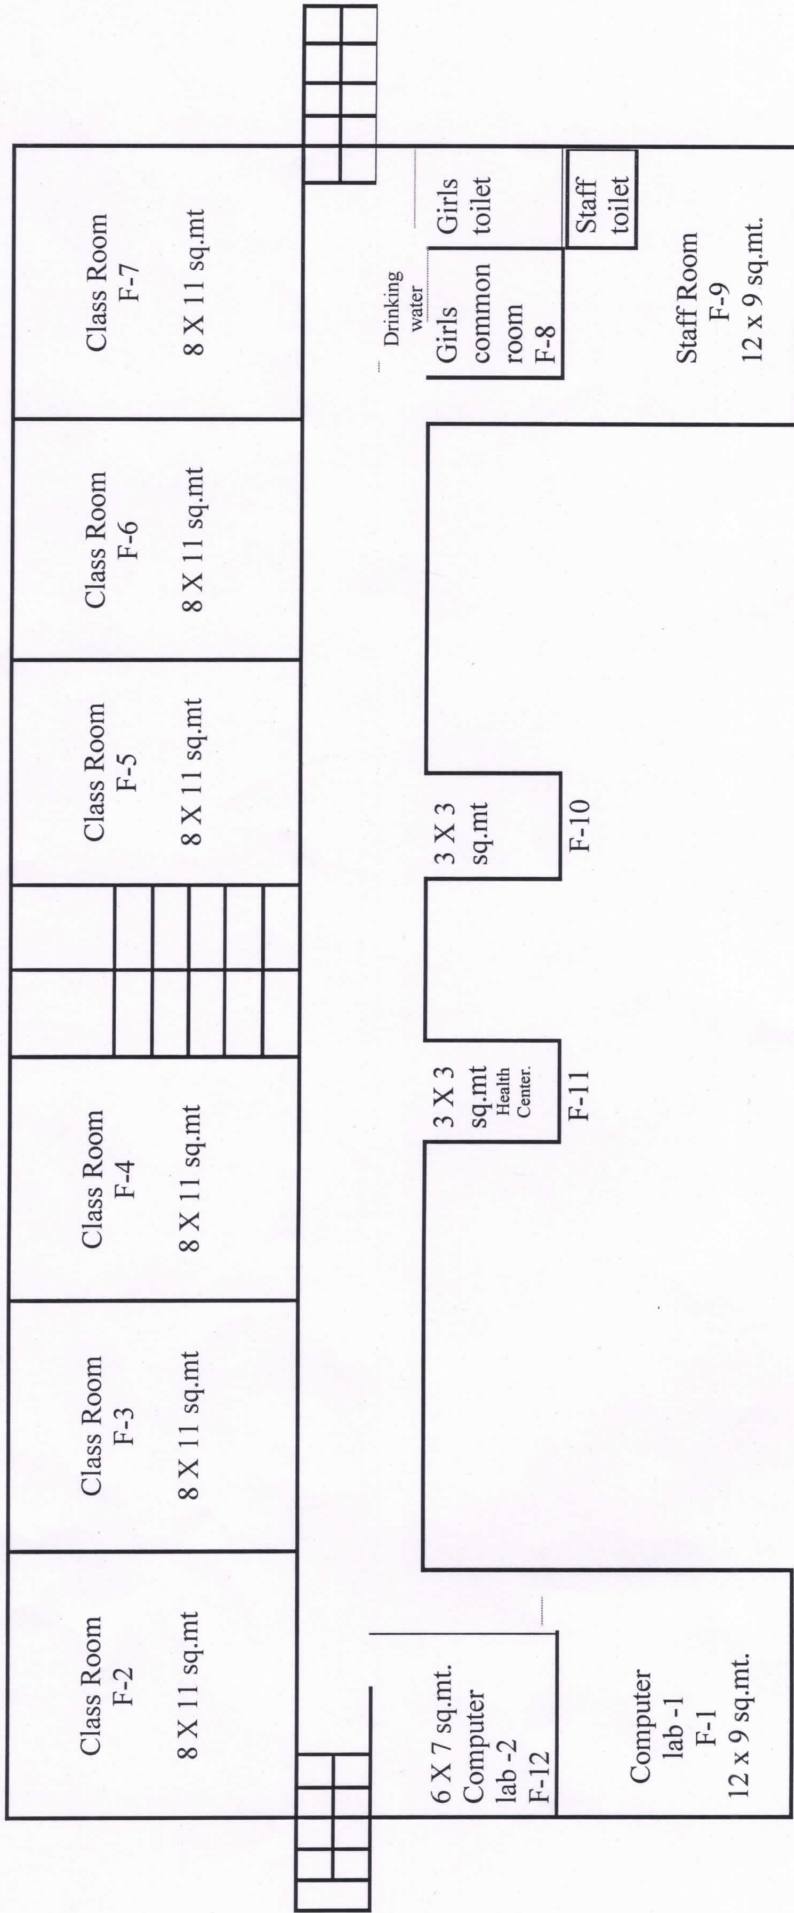 Class Room
F-2
8 X 11 sq.mt
Class Room
F-3
8 X 11 sq.mt
Class Room
F-4
8 X 11 sq.mt
Class Room
F-5
8 X 11 sq.mt
Class Room
F-6
8 X 11 sq.mt
Class Room
F-7
8 X 11 sq.mt
6 X 7 sq.mt.
Computer
lab -2
F-12
Computer
lab -1
F-1
12 x 9 sq.mt.
3 X 3
sq.mt
Health
Center.
F-11
3 X 3
sq.mt
F-10
Drinking
water
Girls
common
room
F-8
Girls
toilet
Staff
toilet
Staff Room
F-9
12 x 9 sq.mt.